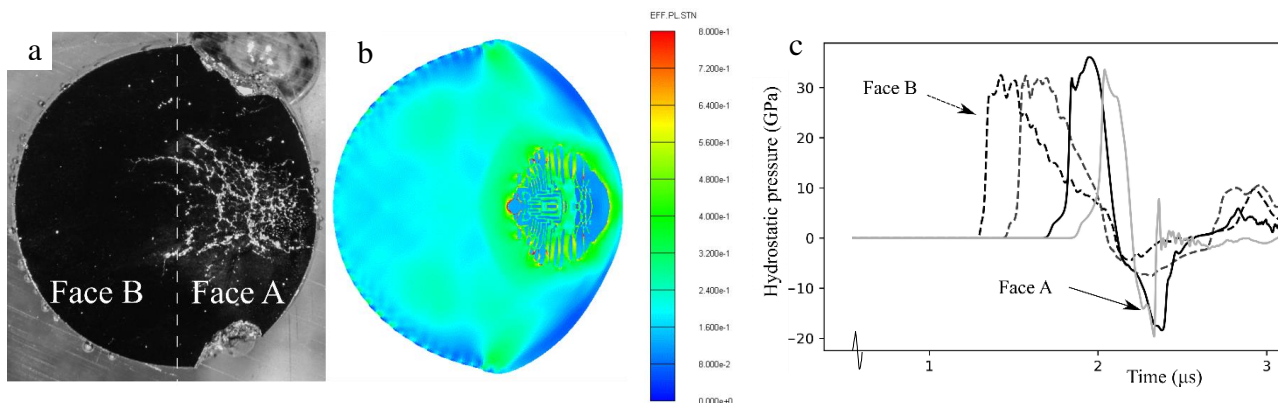 a
Face B
Face A
b
EFF.PL.STN
8.000e-1
7.200e-1
6.400e-1
5.600e-1
4.800e-1
4.000e-1
3.200e-1
2.400e-1
1.600e-1
8.000e-2
0.000e+0
c
Hydrostatic pressure (GPa)
30
20
10
0
−10
−20
Face B
Face A
1
2
3
Time (μs)